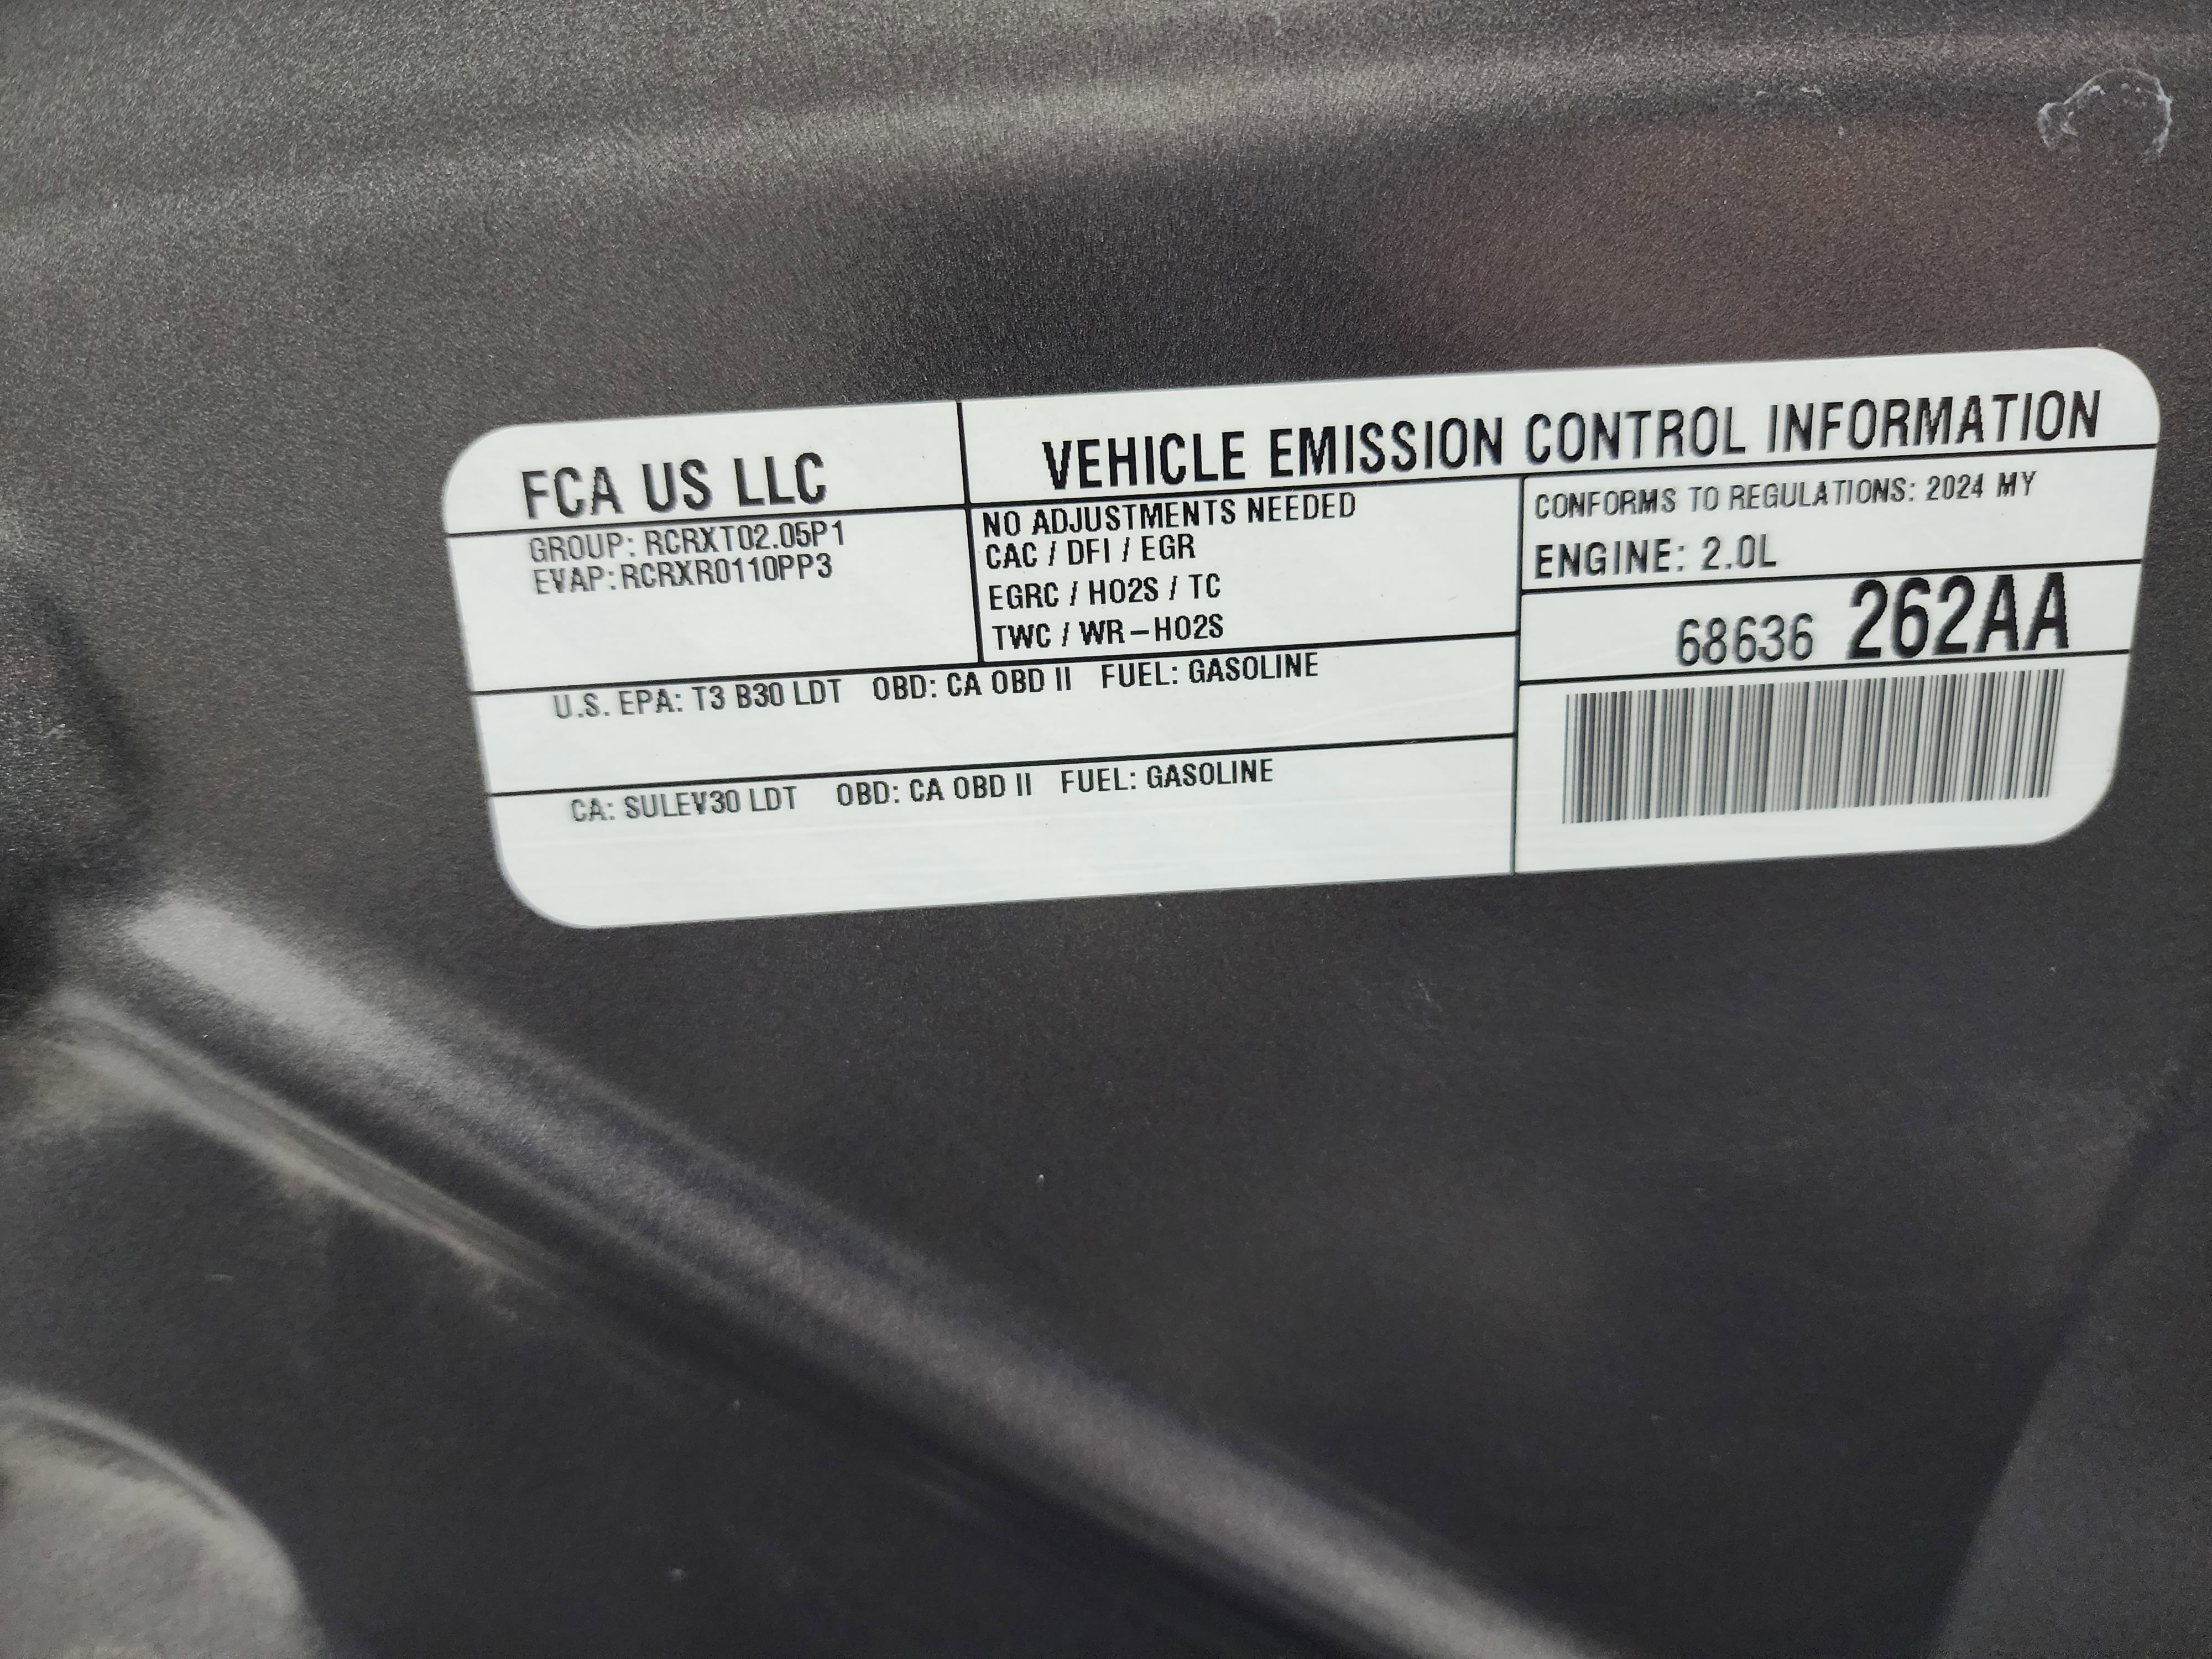 FCA US LLC
VEHICLE EMISSION CONTROL INFORMATION
GROUP: RCRXT02.05P1
EVAP:RCRXR0110PP3
NO ADJUSTMENTS NEEDED
CAC / DFI / EGR
EGRC / HO2S / TC
TWC / WR-HO2S
CONFORMS TO REGULATIONS: 2024 MY
ENGINE: 2.0L
68636 262AA
U.S. EPA: T3 B30 LDT OBD: CA OBD II FUEL: GASOLINE
CA: SULEV30 LDT OBD: CA OBD II FUEL: GASOLINE